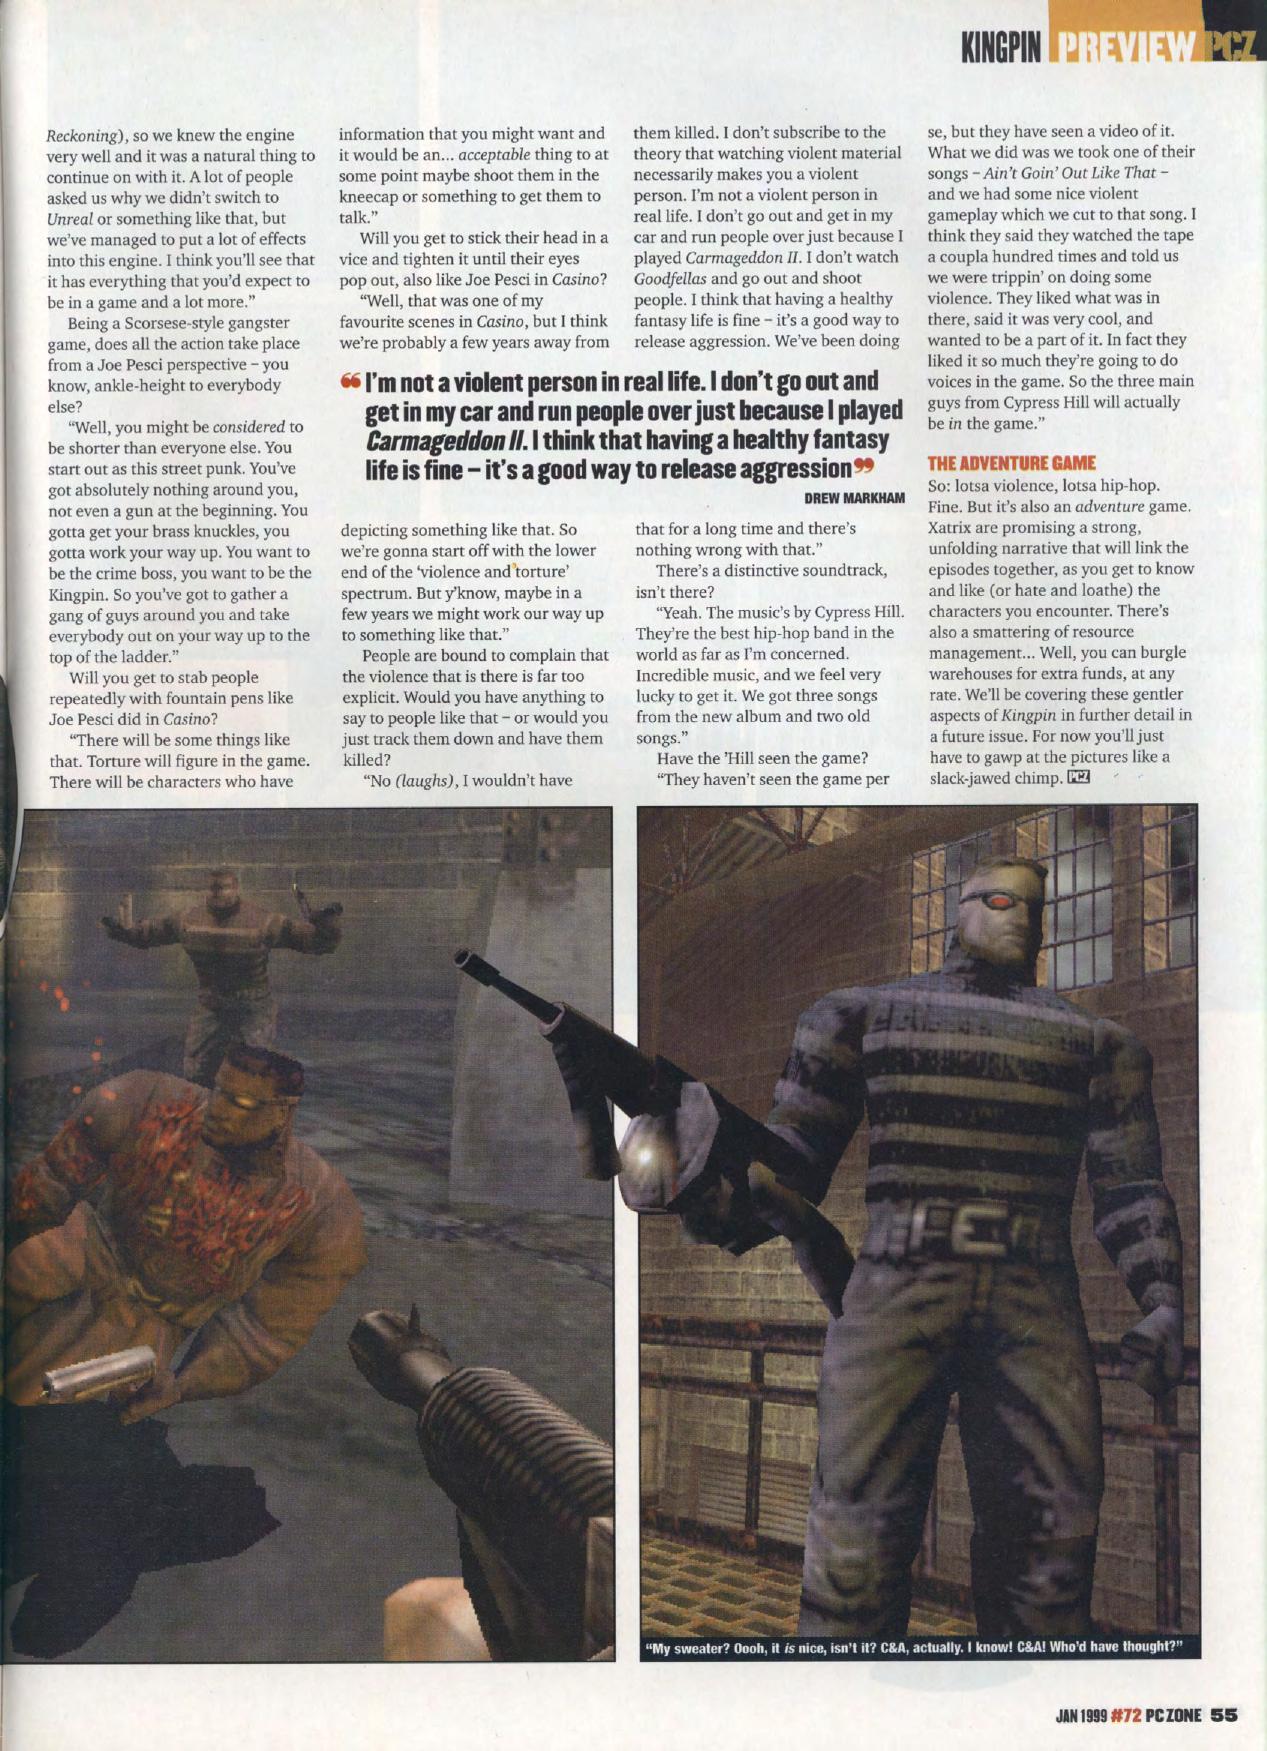 KINGPIN PREVIEW PCZ
Reckoning), so we knew the engine
very well and it was a natural thing to
continue on with it. A lot of people
asked us why we didn't switch to
Unreal or something like that, but
we've managed to put a lot of effects
into this engine. I think you'll see that
it has everything that you'd expect to
be in a game and a lot more."
Being a Scorsese-style gangster
game, does all the action take place
from a Joe Pesci perspective – you
know, ankle-height to everybody
else?
"Well, you might be considered to
be shorter than everyone else. You
start out as this street punk. You've
got absolutely nothing around you,
not even a gun at the beginning. You
gotta get your brass knuckles, you
gotta work your way up. You want to
be the crime boss, you want to be the
Kingpin. So you've got to gather a
gang of guys around you and take
everybody out on your way up to the
top of the ladder."
Will you get to stab people
repeatedly with fountain pens like
Joe Pesci did in Casino?
"There will be some things like
that. Torture will figure in the game.
There will be characters who have
information that you might want and
it would be an... acceptable thing to at
some point maybe shoot them in the
kneecap or something to get them to
talk."
Will you get to stick their head in a
vice and tighten it until their eyes
pop out, also like Joe Pesci in Casino?
"Well, that was one of my
favourite scenes in Casino, but I think
we're probably a few years away from
depicting something like that. So
we're gonna start off with the lower
end of the 'violence and torture'
spectrum. But y'know, maybe in a
few years we might work our way up
to something like that."
People are bound to complain that
the violence that is there is far too
explicit. Would you have anything to
say to people like that – or would you
just track them down and have them
killed?
"No (laughs), I wouldn't have
them killed. I don't subscribe to the
theory that watching violent material
necessarily makes you a violent
person. I'm not a violent person in
real life. I don't go out and get in my
car and run people over just because I
played Carmageddon II. I don't watch
Goodfellas and go out and shoot
people. I think that having a healthy
fantasy life is fine – it's a good way to
release aggression. We've been doing
that for a long time and there's
nothing wrong with that."
There's a distinctive soundtrack,
isn't there?
"Yeah. The music's by Cypress Hill.
They're the best hip-hop band in the
world as far as I'm concerned.
Incredible music, and we feel very
lucky to get it. We got three songs
from the new album and two old
songs."
Have the 'Hill seen the game?
"They haven't seen the game per
se, but they have seen a video of it.
What we did was we took one of their
songs – Ain't Goin' Out Like That –
and we had some nice violent
gameplay which we cut to that song. I
think they said they watched the tape
a coupla hundred times and told us
we were trippin' on doing some
violence. They liked what was in
there, said it was very cool, and
wanted to be a part of it. In fact they
liked it so much they're going to do
voices in the game. So the three main
guys from Cypress Hill will actually
be in the game."
THE ADVENTURE GAME
So: lotsa violence, lotsa hip-hop.
Fine. But it's also an adventure game.
Xatrix are promising a strong,
unfolding narrative that will link the
episodes together, as you get to know
and like (or hate and loathe) the
characters you encounter. There's
also a smattering of resource
management... Well, you can burgle
warehouses for extra funds, at any
rate. We'll be covering these gentler
aspects of Kingpin in further detail in
a future issue. For now you'll just
have to gawp at the pictures like a
slack-jawed chimp. PCZ
“I'm not a violent person in real life. I don't go out and
get in my car and run people over just because I played
Carmageddon II. I think that having a healthy fantasy
life is fine – it's a good way to release aggression”
DREW MARKHAM
"My sweater? Oooh, it is nice, isn't it? C&A, actually. I know! C&A! Who'd have thought?"
JAN 1999 #72 PC ZONE 55